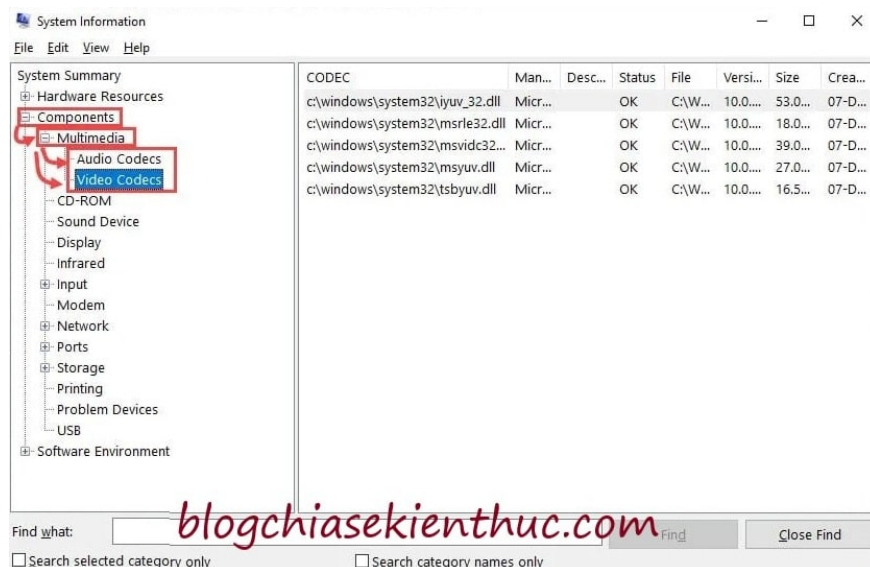 System Information
File Edit View Help
System Summary
Hardware Resources
Components
Multimedia
Audio Codecs
Video Codecs
CD-ROM
Sound Device
Display
Infrared
Input
Modem
Network
Ports
Storage
Printing
Problem Devices
USB
Software Environment
CODEC Man... Desc... Status File Versi... Size Crea...
c:\windows\system32\iyuv_32.dll Micr... OK C:\W... 10.0.... 53.0... 07-D...
c:\windows\system32\msrle32.dll Micr... OK C:\W... 10.0.... 18.0... 07-D...
c:\windows\system32\msvidc32... Micr... OK C:\W... 10.0.... 39.0... 07-D...
c:\windows\system32\msyuv.dll Micr... OK C:\W... 10.0.... 27.0... 07-D...
c:\windows\system32\tsbyuv.dll Micr... OK C:\W... 10.0.... 16.5... 07-D...
blogchiasekienthuc.com
Find what: Find Close Find
Search selected category only Search category names only